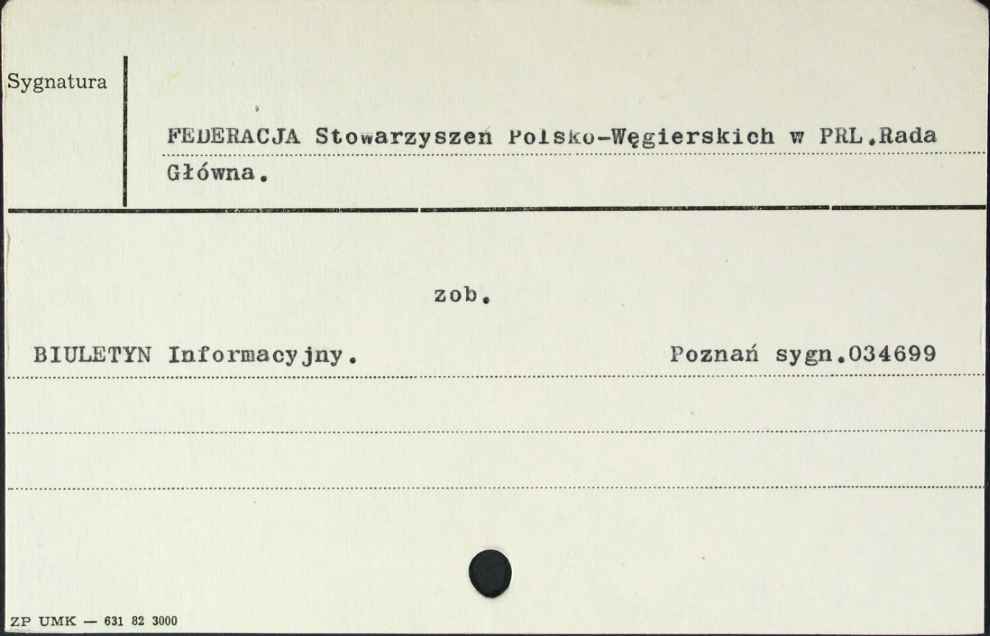 Sygnatura
FEDERACJA Stowarzyszeń Polsko-Węgierskich w PRL.Rada
Główna.
zob.
BIULETYN Informacyjny. Poznań sygn.034699
ZP UMK — 631 82 3000